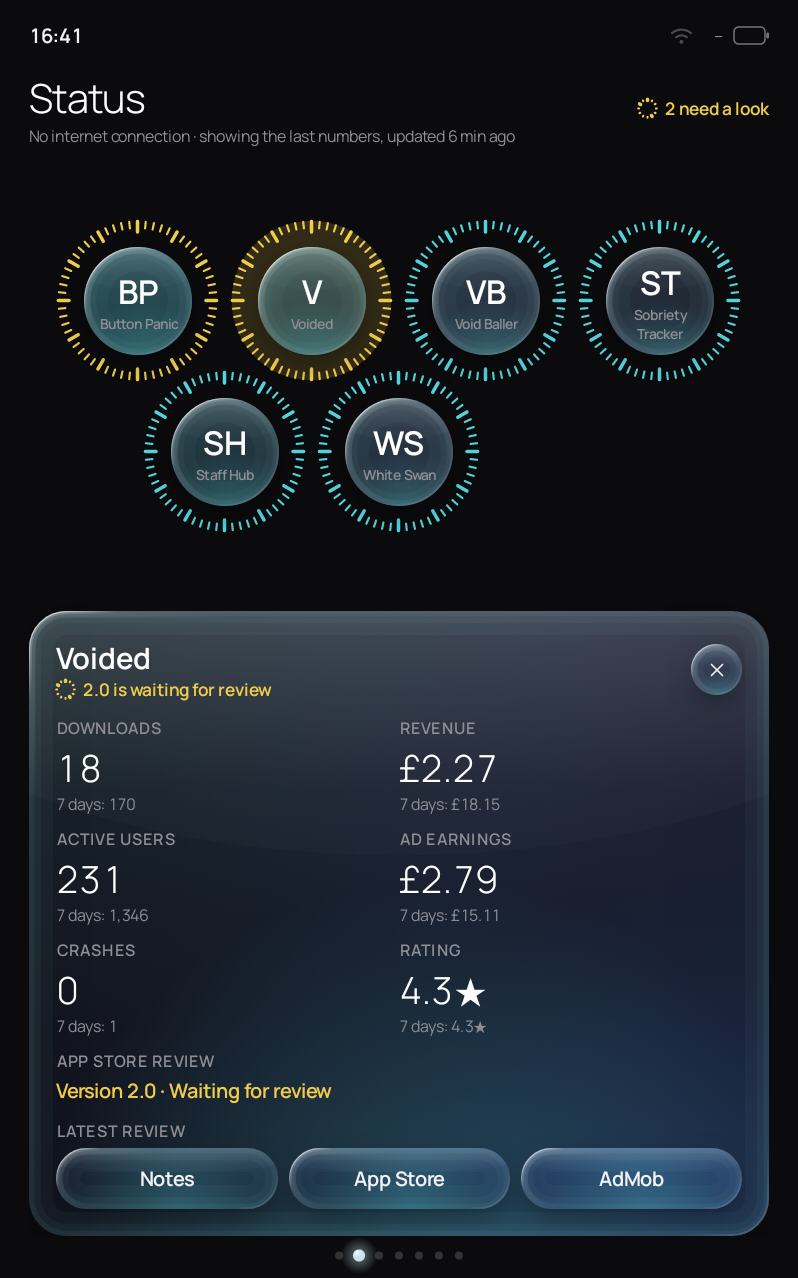 16:41
–
Status
2 need a look
No internet connection · showing the last numbers, updated 6 min ago
BP
Button Panic
V
Voided
VB
Void Baller
ST
Sobriety
Tracker
SH
Staff Hub
WS
White Swan
Voided
2.0 is waiting for review
DOWNLOADS
18
7 days: 170
REVENUE
£2.27
7 days: £18.15
ACTIVE USERS
231
7 days: 1,346
AD EARNINGS
£2.79
7 days: £15.11
CRASHES
0
7 days: 1
RATING
4.3★
7 days: 4.3★
APP STORE REVIEW
Version 2.0 · Waiting for review
LATEST REVIEW
Notes
App Store
AdMob